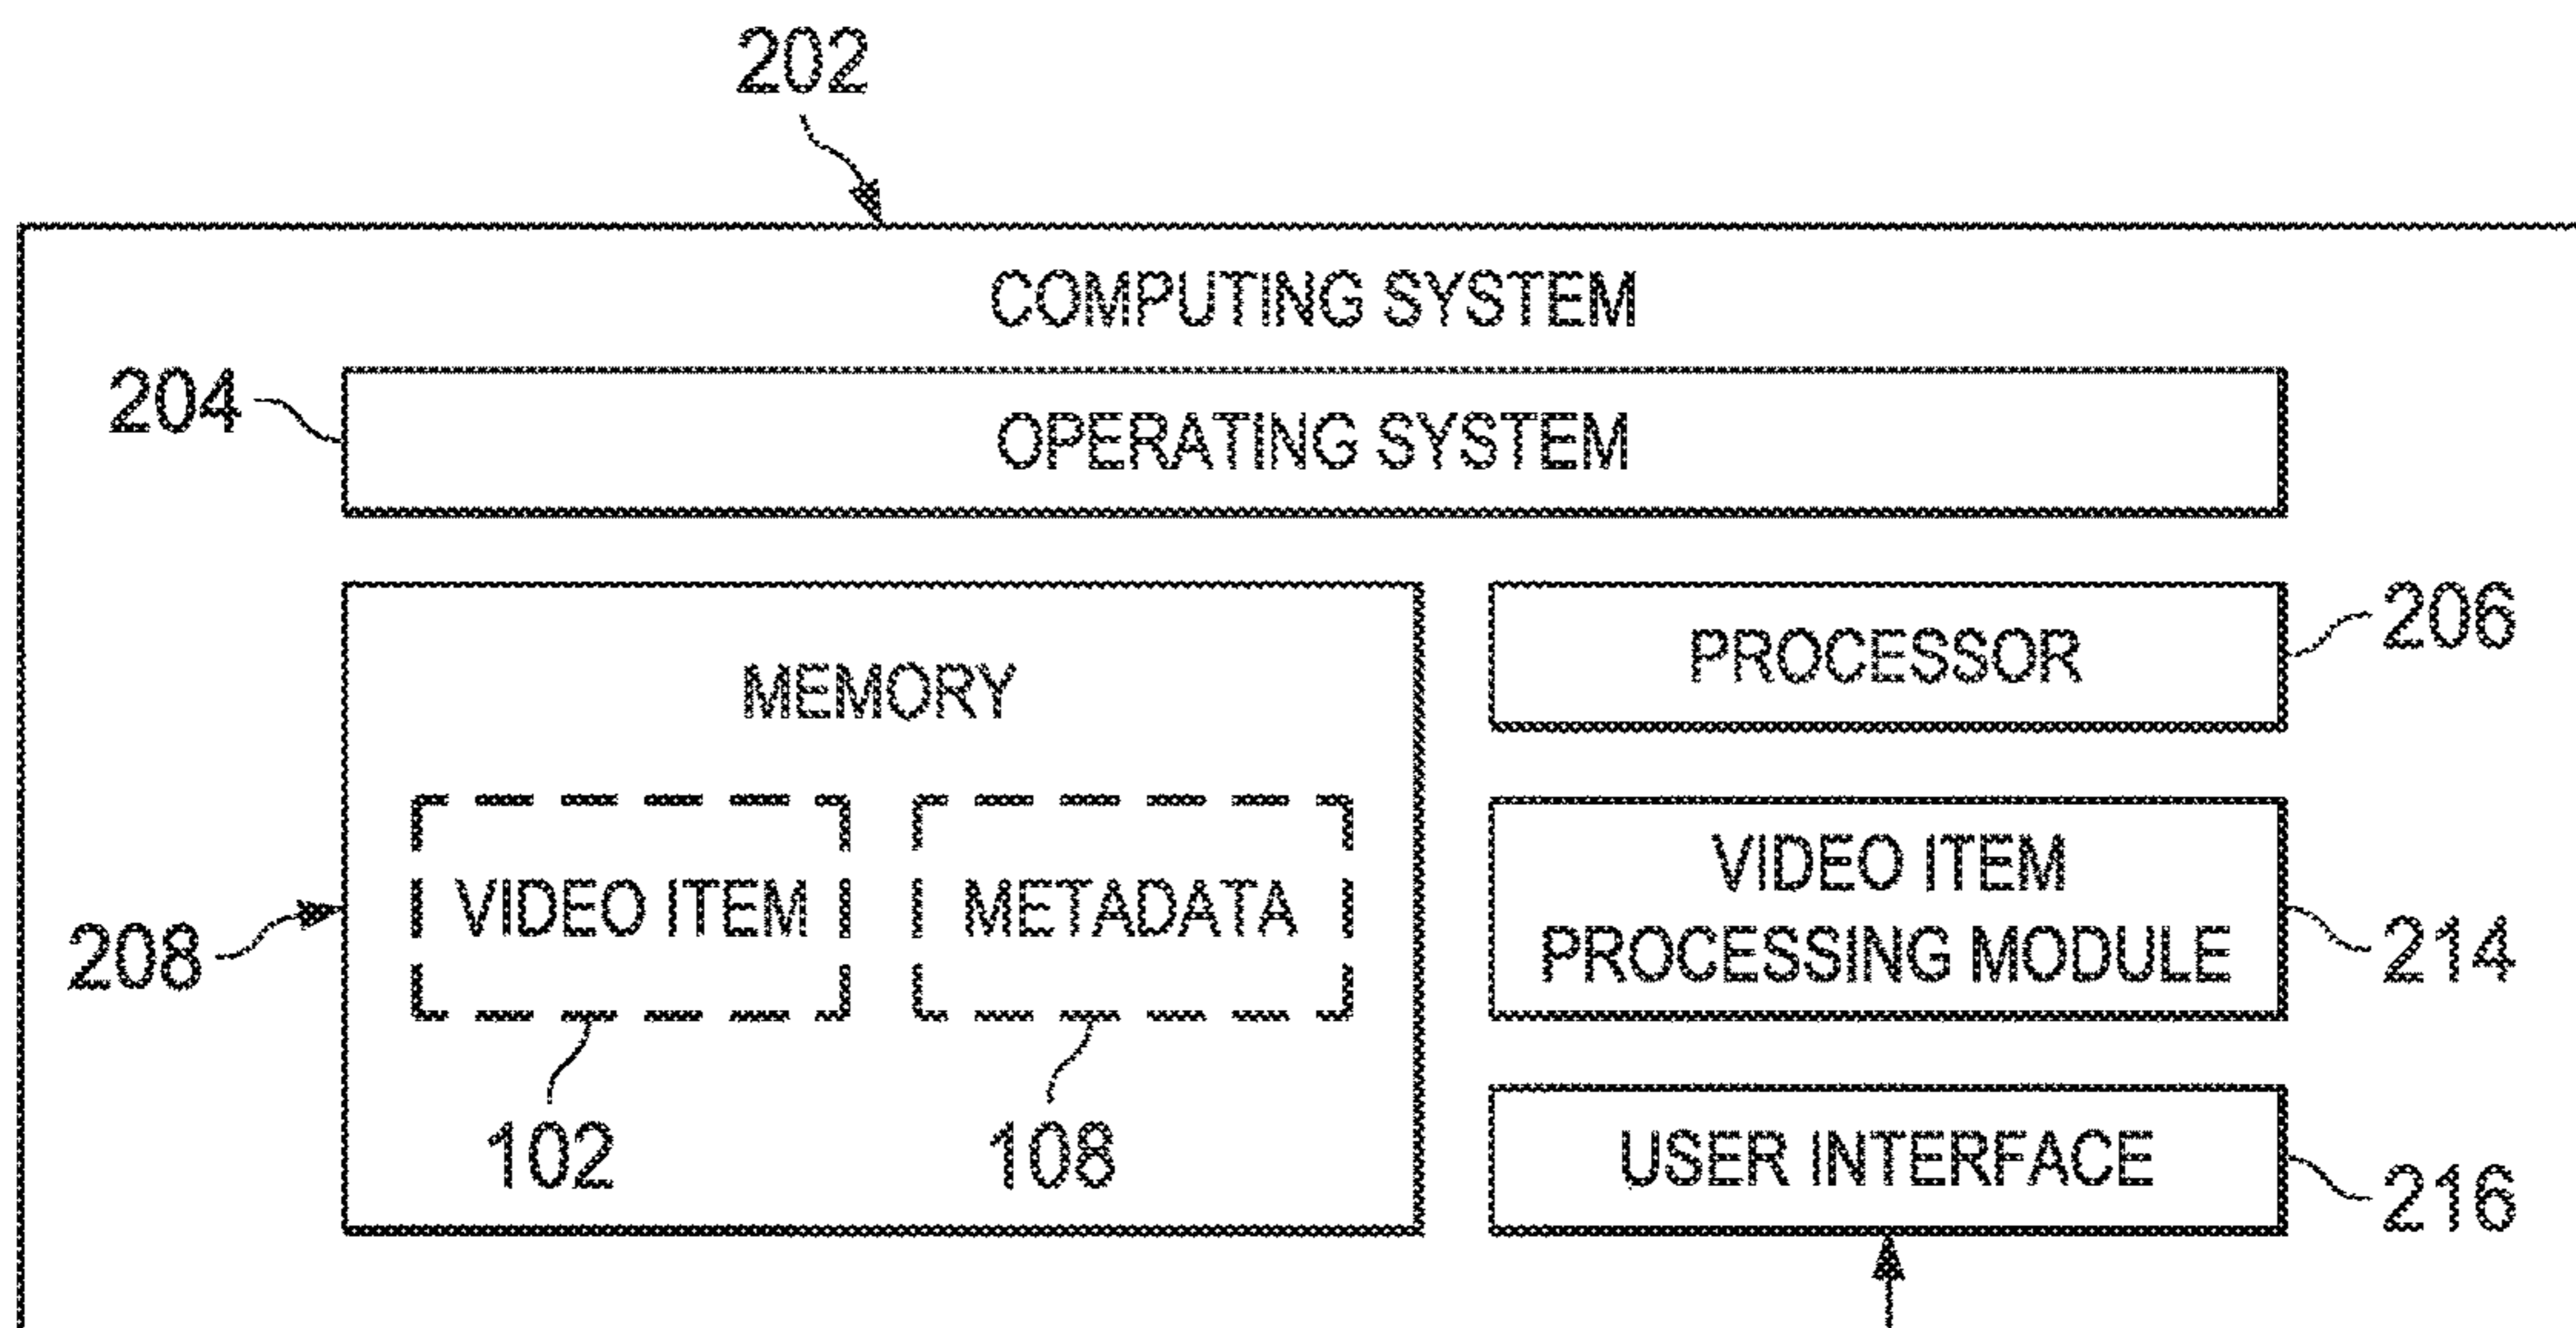 202
COMPUTING SYSTEM
204
OPERATING SYSTEM
MEMORY
PROCESSOR
206
VIDEO ITEM
METADATA
208
VIDEO ITEM
PROCESSING MODULE
214
102
108
USER INTERFACE
216